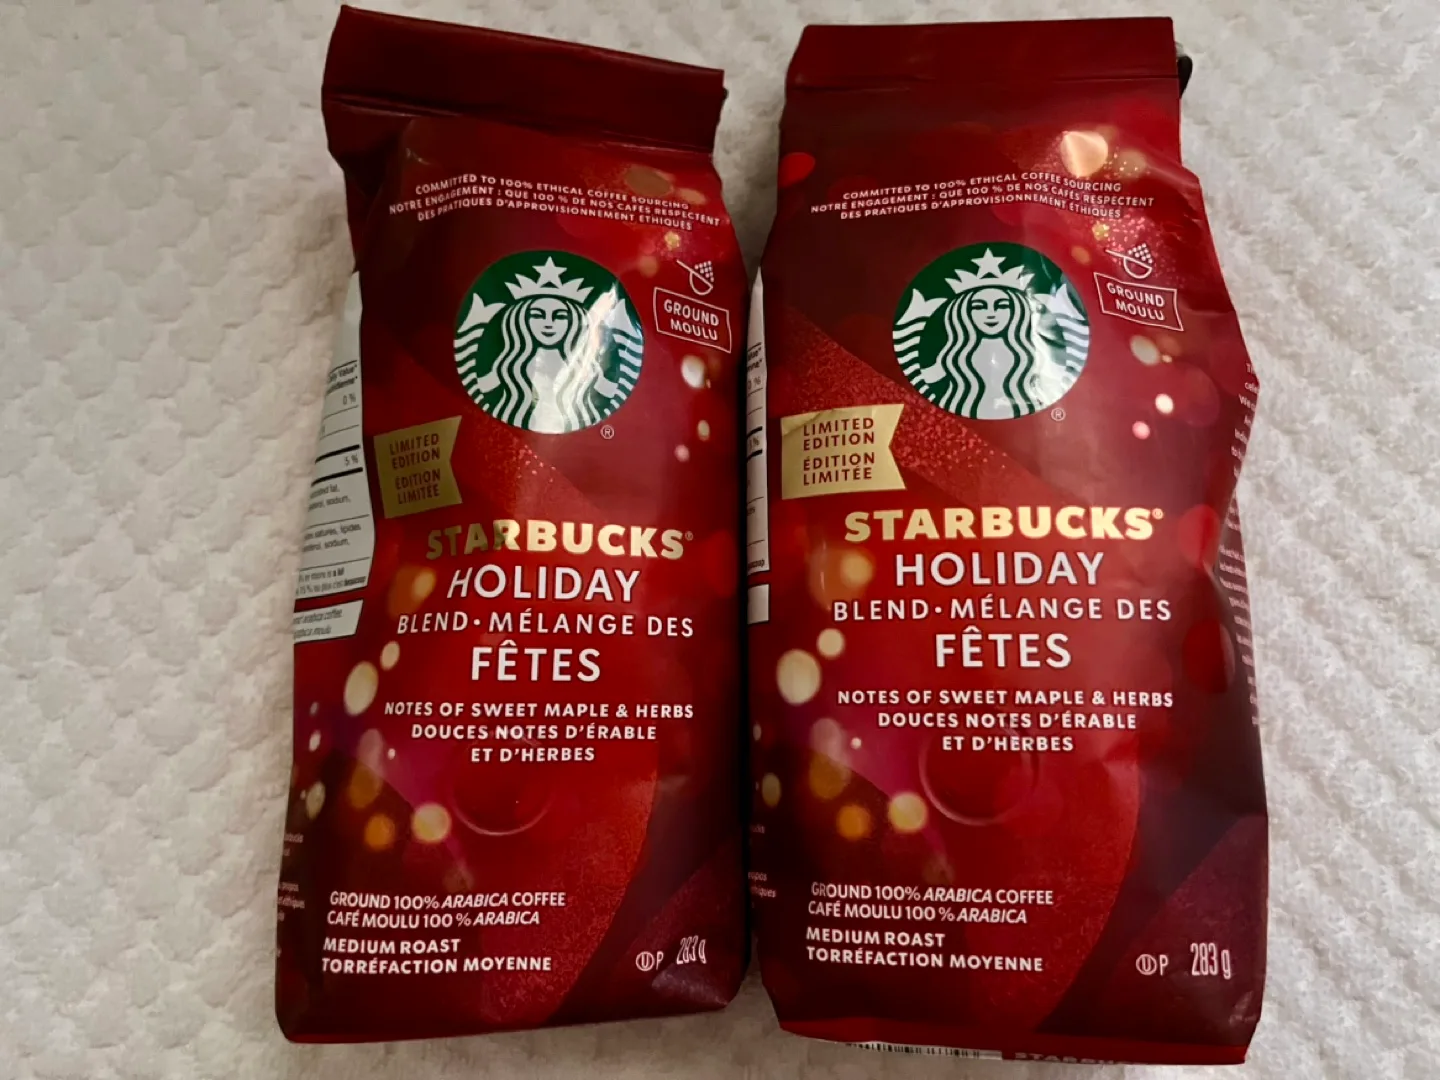 COMMITTED TO 100% ETHICAL COFFEE SOURCING
NOTRE ENGAGEMENT : QUE 100 % DE NOS CAFÉS RESPECTENT
DES PRATIQUES D'APPROVISIONNEMENT ÉTHIQUES
GROUND
MOULU
LIMITED
EDITION
ÉDITION
LIMITÉE
STARBUCKS®
HOLIDAY
BLEND • MÉLANGE DES
FÊTES
NOTES OF SWEET MAPLE & HERBS
DOUCES NOTES D'ÉRABLE
ET D'HERBES
GROUND 100% ARABICA COFFEE
CAFÉ MOULU 100 % ARABICA
MEDIUM ROAST
TORRÉFACTION MOYENNE
U P 283 g
0 %
5 %
COMMITTED TO 100% ETHICAL COFFEE SOURCING
NOTRE ENGAGEMENT : QUE 100 % DE NOS CAFÉS RESPECTENT
DES PRATIQUES D'APPROVISIONNEMENT ÉTHIQUES
GROUND
MOULU
LIMITED
EDITION
ÉDITION
LIMITÉE
STARBUCKS®
HOLIDAY
BLEND • MÉLANGE DES
FÊTES
NOTES OF SWEET MAPLE & HERBS
DOUCES NOTES D'ÉRABLE
ET D'HERBES
GROUND 100% ARABICA COFFEE
CAFÉ MOULU 100 % ARABICA
MEDIUM ROAST
TORRÉFACTION MOYENNE
U P 283 g